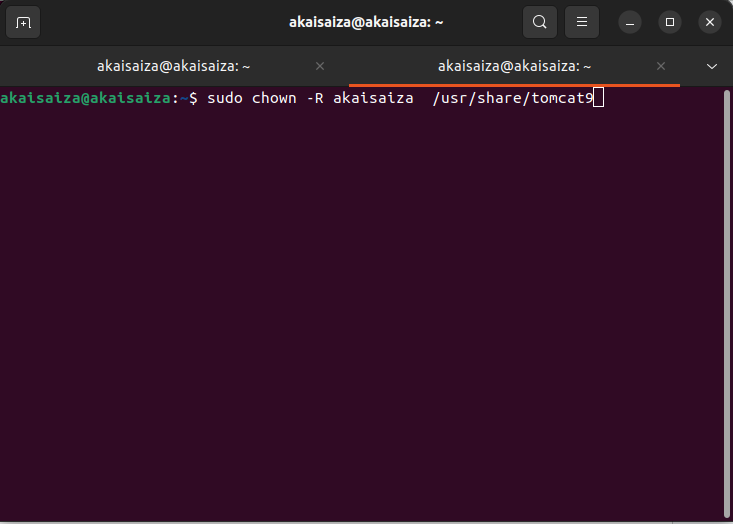 akaisaiza@akaisaiza: ~
akaisaiza@akaisaiza: ~ akaisaiza@akaisaiza: ~
akaisaiza@akaisaiza:~$ sudo chown -R akaisaiza  /usr/share/tomcat9